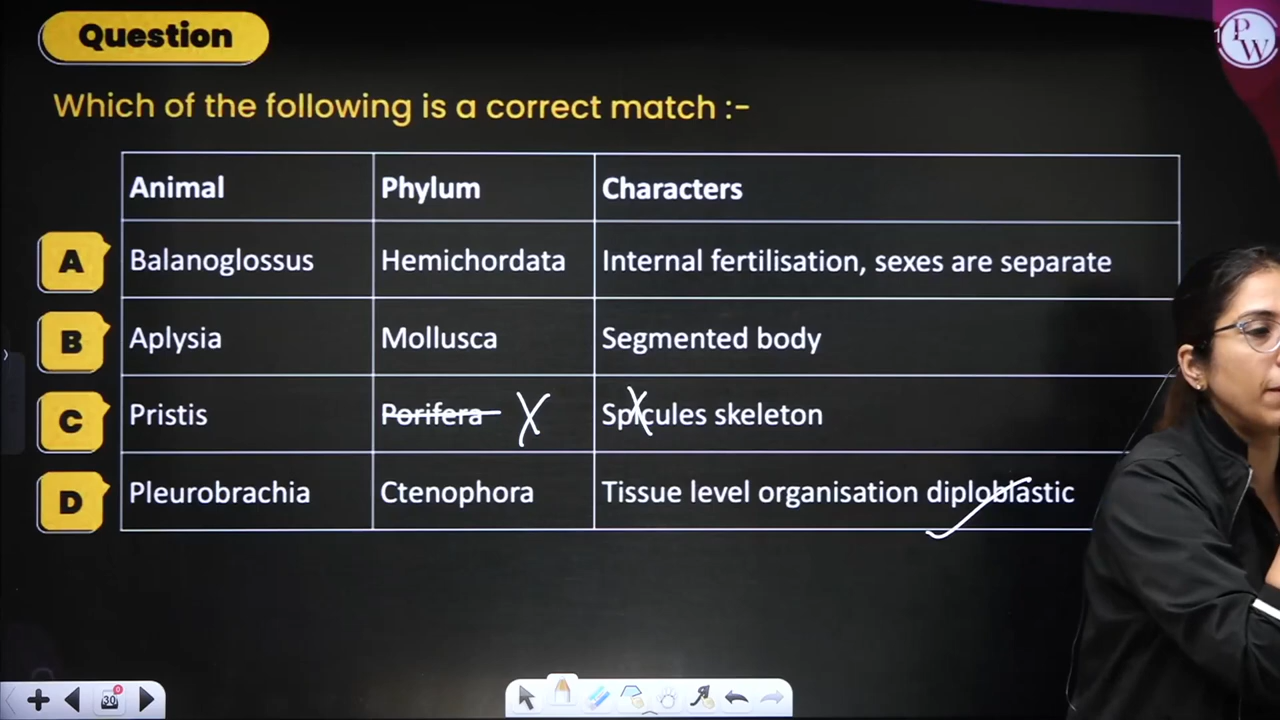 Question
PW
Which of the following is a correct match :-
Animal Phylum Characters
A Balanoglossus Hemichordata Internal fertilisation, sexes are separate
B Aplysia Mollusca Segmented body
C Pristis Porifera X Spicules skeleton X
D Pleurobrachia Ctenophora Tissue level organisation diploblastic
30